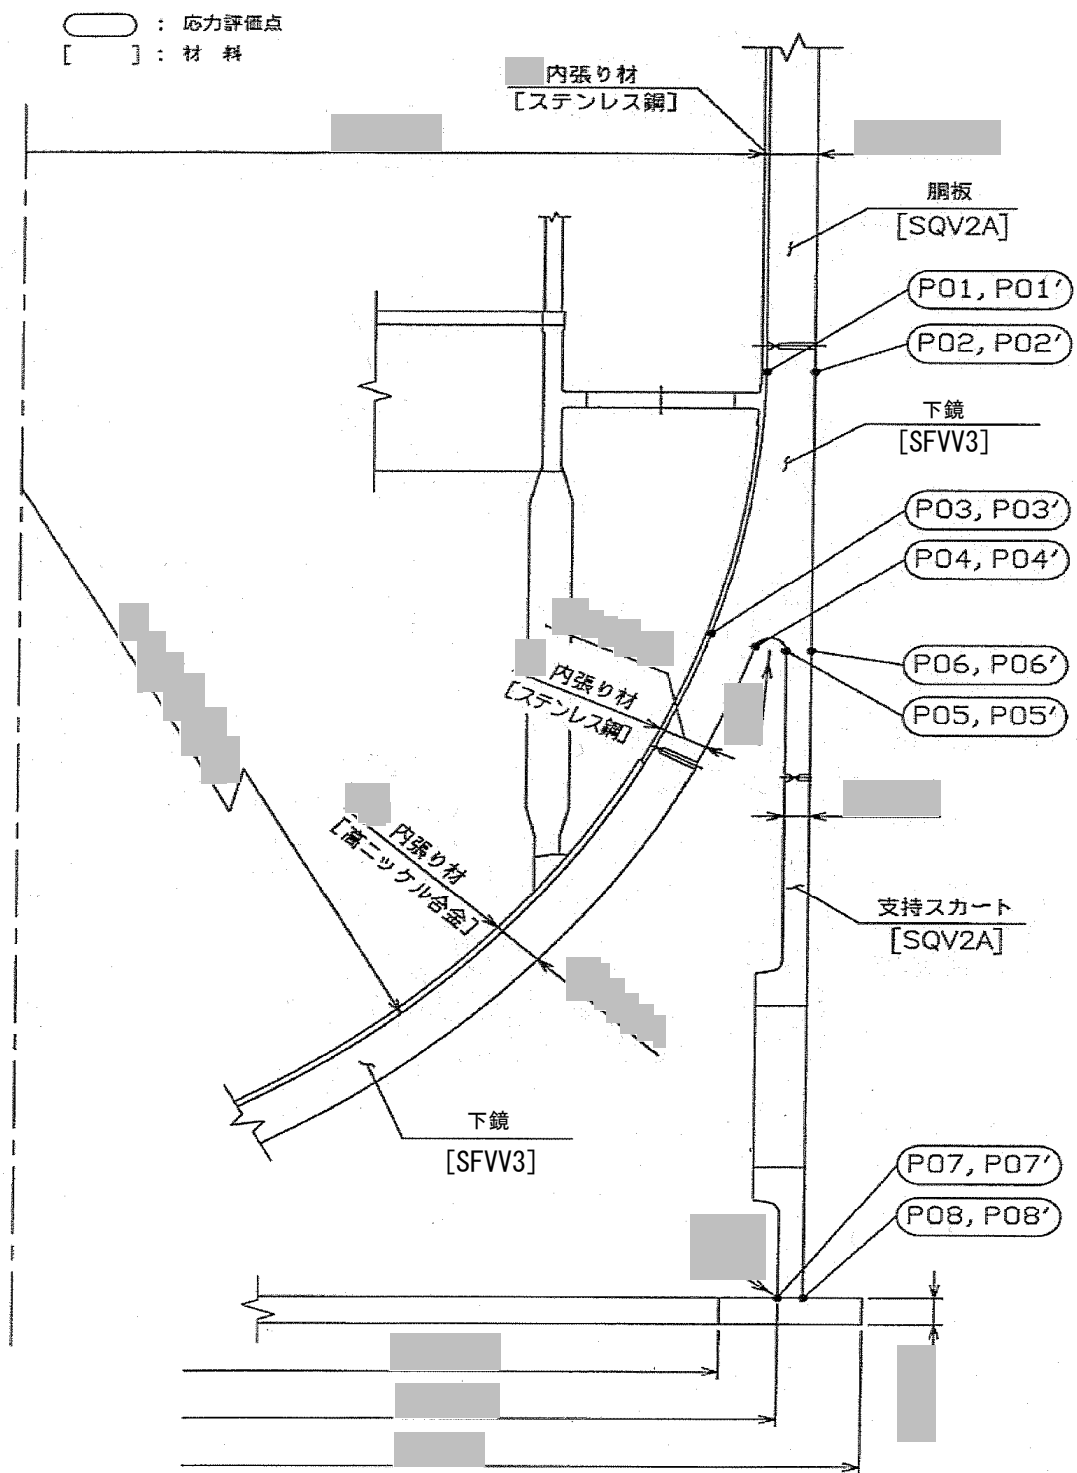 : 応力評価点
[ ] : 材 料
内張り材
[ステンレス鋼]
胴板
[SQV2A]
P01, P01′
P02, P02′
下鏡
[SFVV3]
P03, P03′
P04, P04′
P06, P06′
P05, P05′
内張り材
[ステンレス鋼]
内張り材
[高ニッケル合金]
支持スカート
[SQV2A]
下鏡
[SFVV3]
P07, P07′
P08, P08′